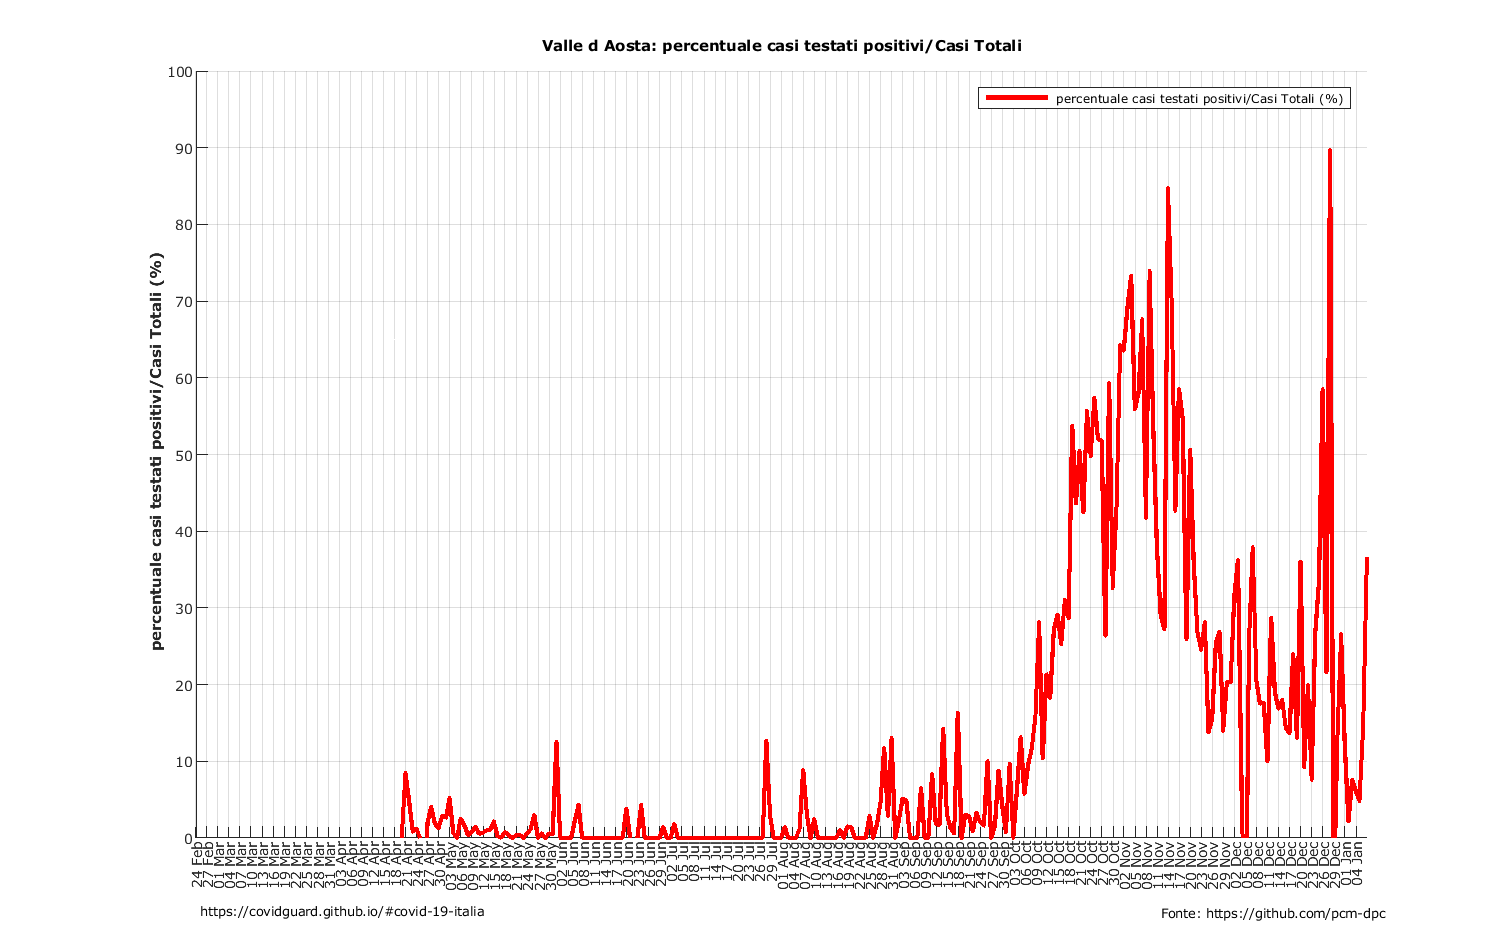 Valle d Aosta: percentuale casi testati positivi/Casi Totali
percentuale casi testati positivi/Casi Totali (%)
percentuale casi testati positivi/Casi Totali (%)
100
90
80
70
60
50
40
30
20
10
0
24 Feb
27 Feb
01 Mar
04 Mar
07 Mar
10 Mar
13 Mar
16 Mar
19 Mar
22 Mar
25 Mar
28 Mar
31 Mar
03 Apr
06 Apr
09 Apr
12 Apr
15 Apr
18 Apr
21 Apr
24 Apr
27 Apr
30 Apr
03 May
06 May
09 May
12 May
15 May
18 May
21 May
24 May
27 May
30 May
02 Jun
05 Jun
08 Jun
11 Jun
14 Jun
17 Jun
20 Jun
23 Jun
26 Jun
29 Jun
02 Jul
05 Jul
08 Jul
11 Jul
14 Jul
17 Jul
20 Jul
23 Jul
26 Jul
29 Jul
01 Aug
04 Aug
07 Aug
10 Aug
13 Aug
16 Aug
19 Aug
22 Aug
25 Aug
28 Aug
31 Aug
03 Sep
06 Sep
09 Sep
12 Sep
15 Sep
18 Sep
21 Sep
24 Sep
27 Sep
30 Sep
03 Oct
06 Oct
09 Oct
12 Oct
15 Oct
18 Oct
21 Oct
24 Oct
27 Oct
30 Oct
02 Nov
05 Nov
08 Nov
11 Nov
14 Nov
17 Nov
20 Nov
23 Nov
26 Nov
29 Nov
02 Dec
05 Dec
08 Dec
11 Dec
14 Dec
17 Dec
20 Dec
23 Dec
26 Dec
29 Dec
01 Jan
04 Jan
https://covidguard.github.io/#covid-19-italia
Fonte: https://github.com/pcm-dpc